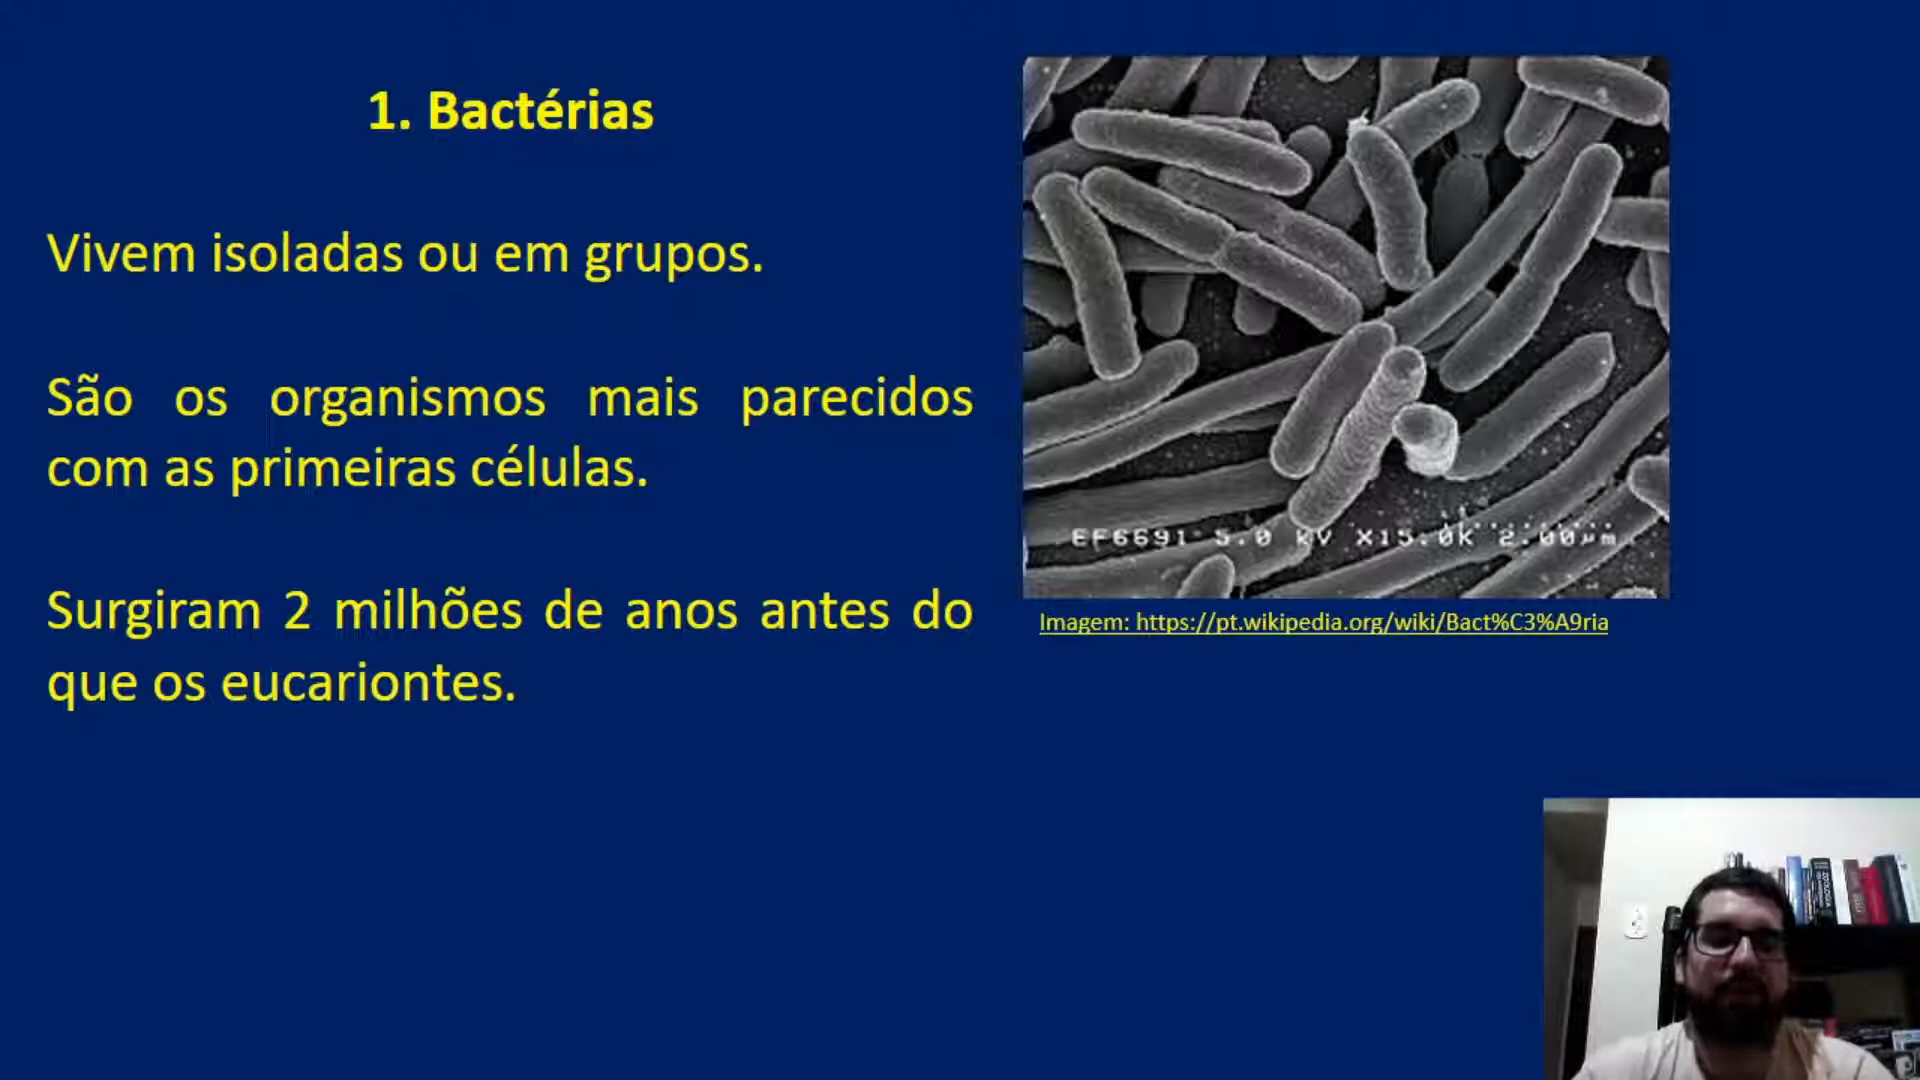 1. Bactérias
Vivem isoladas ou em grupos.
São os organismos mais parecidos
com as primeiras células.
Surgiram 2 milhões de anos antes do
que os eucariontes.
EF6691 5.0 kV X15.0k 2.00µm
Imagem: https://pt.wikipedia.org/wiki/Bact%C3%A9ria